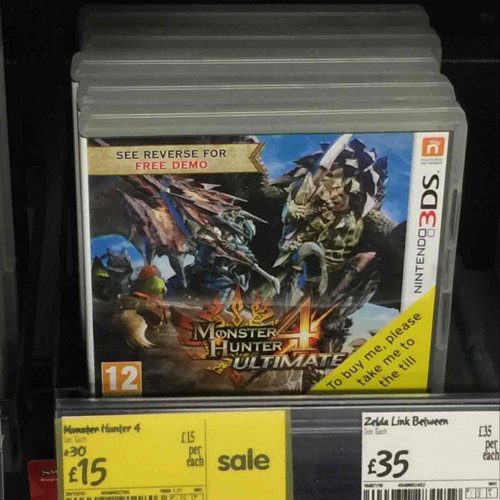 SEE REVERSE FOR
FREE DEMO
NINTENDO 3DS
MONSTER
HUNTER 4
ULTIMATE
12
To buy me, please
take me to
the till
Monster Hunter 4
£30
£15
£15
per
each
sale
Zelda Link Between
£35
£35
per
each